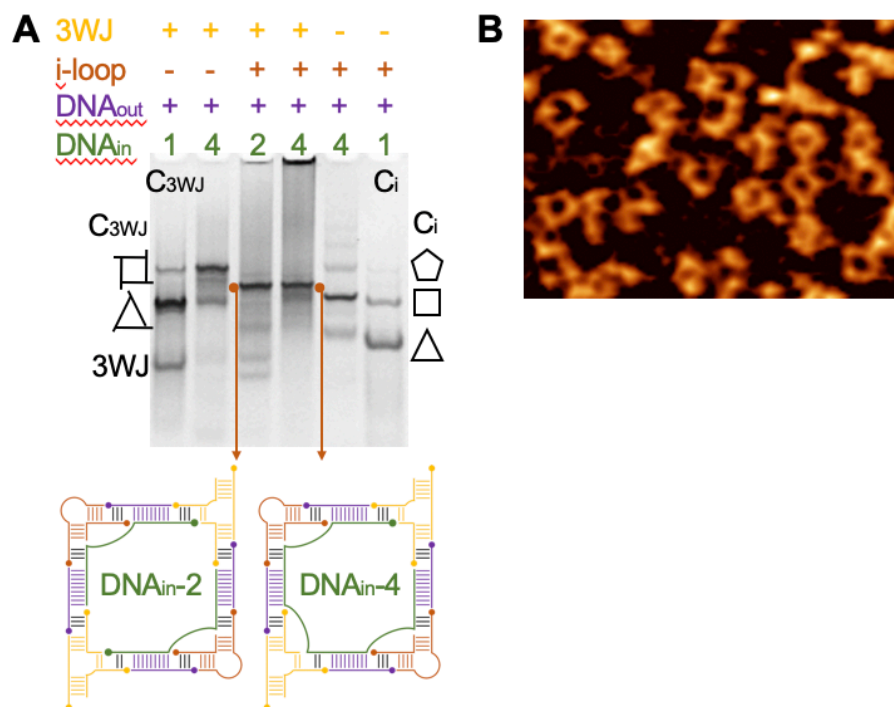 A
3WJ + + + + - -
i-loop - - + + + +
DNAout + + + + + +
DNAin 1 4 2 4 4 1
C3WJ Ci
C3WJ Ci
3WJ
DNAin-2 DNAin-4
B